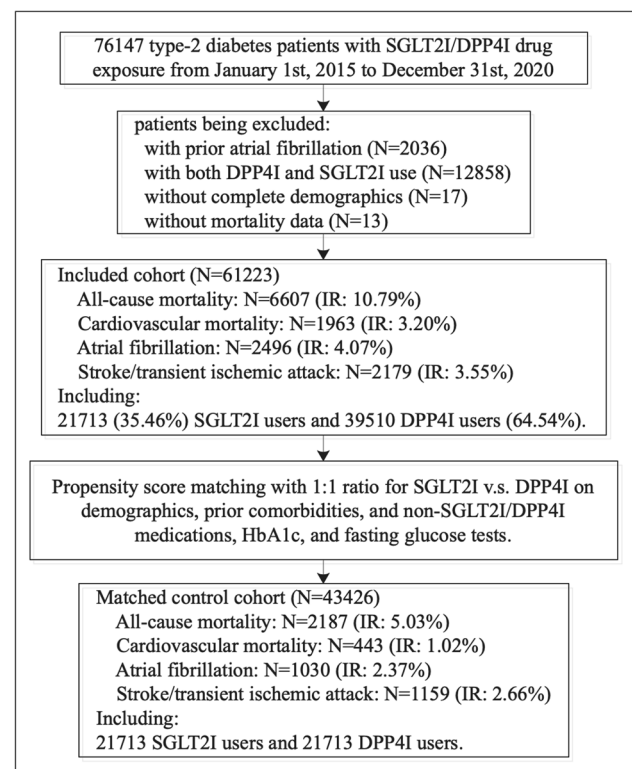 76147 type-2 diabetes patients with SGLT2I/DPP4I drug
exposure from January 1st, 2015 to December 31st, 2020
patients being excluded:
with prior atrial fibrillation (N=2036)
with both DPP4I and SGLT2I use (N=12858)
without complete demographics (N=17)
without mortality data (N=13)
Included cohort (N=61223)
All-cause mortality: N=6607 (IR: 10.79%)
Cardiovascular mortality: N=1963 (IR: 3.20%)
Atrial fibrillation: N=2496 (IR: 4.07%)
Stroke/transient ischemic attack: N=2179 (IR: 3.55%)
Including:
21713 (35.46%) SGLT2I users and 39510 DPP4I users (64.54%).
Propensity score matching with 1:1 ratio for SGLT2I v.s. DPP4I on
demographics, prior comorbidities, and non-SGLT2I/DPP4I
medications, HbA1c, and fasting glucose tests.
Matched control cohort (N=43426)
All-cause mortality: N=2187 (IR: 5.03%)
Cardiovascular mortality: N=443 (IR: 1.02%)
Atrial fibrillation: N=1030 (IR: 2.37%)
Stroke/transient ischemic attack: N=1159 (IR: 2.66%)
Including:
21713 SGLT2I users and 21713 DPP4I users.